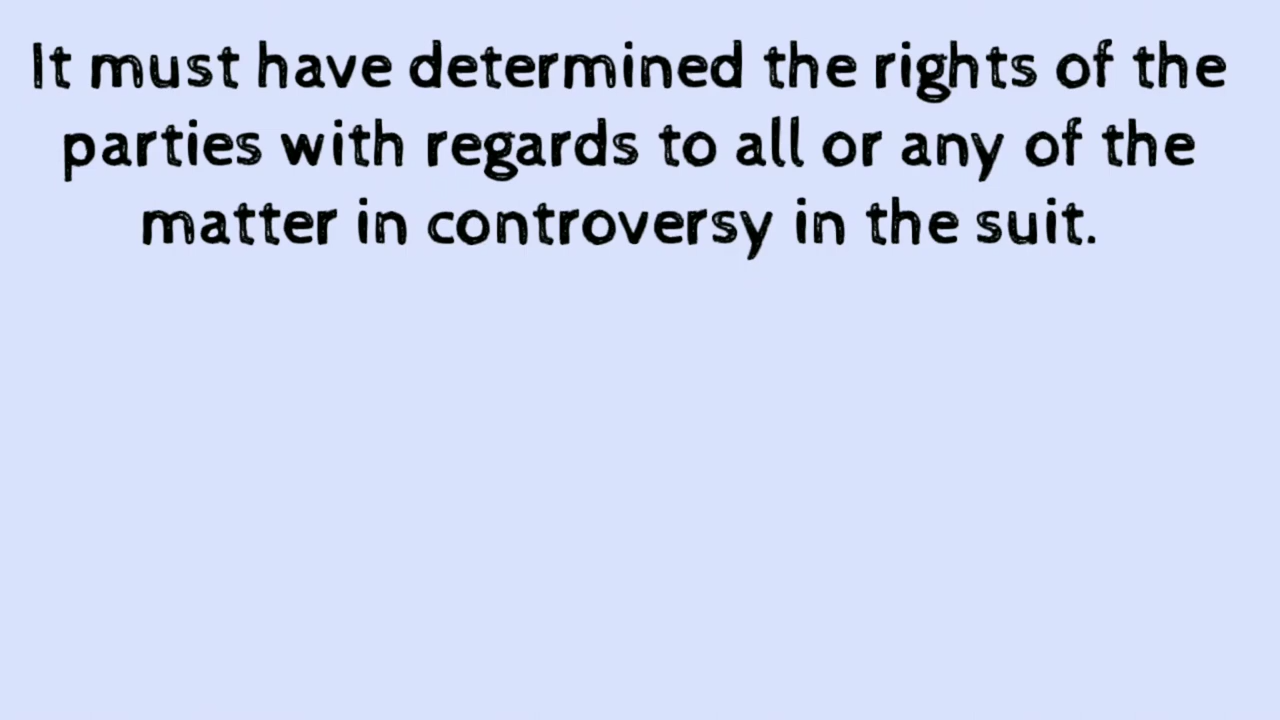 It must have determined the rights of the
parties with regards to all or any of the
matter in controversy in the suit.